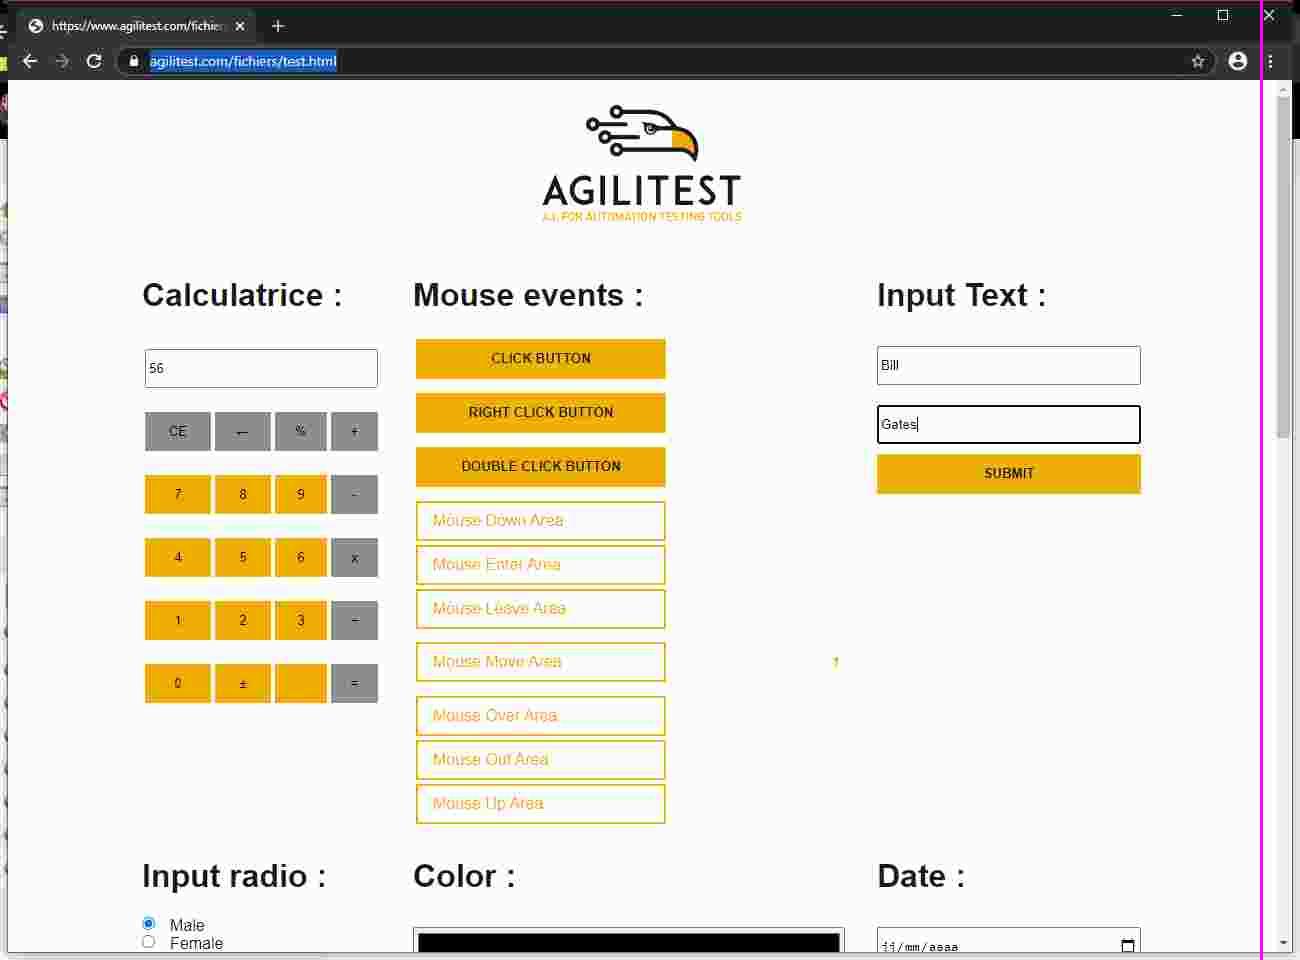 https://www.agilitest.com/fichier
agilitest.com/fichiers/test.html
AGILITEST
A.I. FOR AUTOMATION TESTING TOOLS
Calculatrice :
56
CE ← % +
7 8 9 -
4 5 6 x
1 2 3 ÷
0 ± =
Mouse events :
CLICK BUTTON
RIGHT CLICK BUTTON
DOUBLE CLICK BUTTON
Mouse Down Area
Mouse Enter Area
Mouse Leave Area
Mouse Move Area
1
Mouse Over Area
Mouse Out Area
Mouse Up Area
Input Text :
Bill
Gates
SUBMIT
Input radio :
Male
Female
Color :
Date :
jj/mm/aaaa